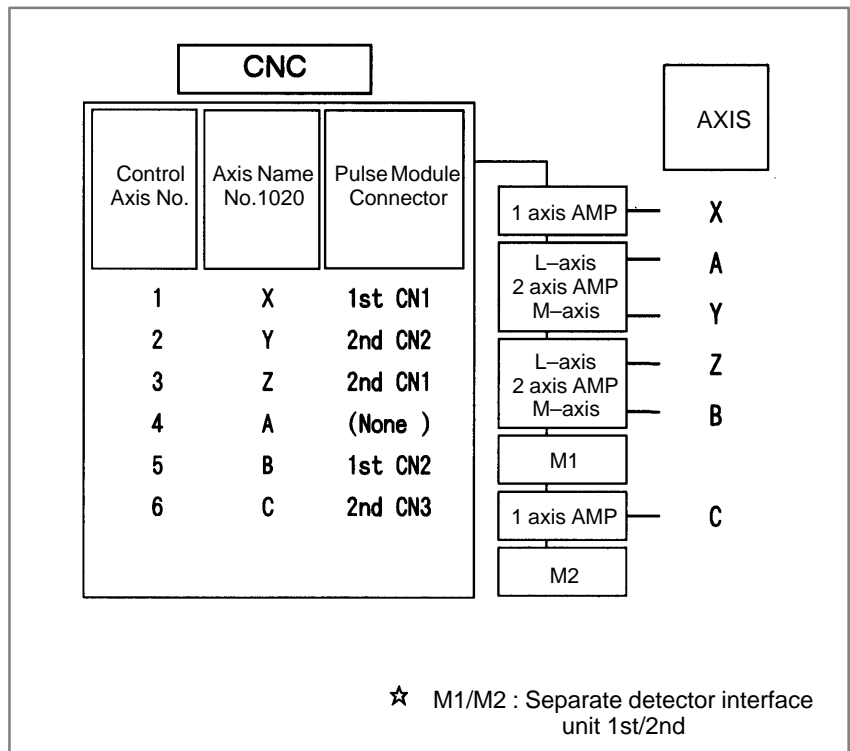 CNC
AXIS
Control
Axis No.
Axis Name
No.1020
Pulse Module
Connector
1 X 1st CN1
2 Y 2nd CN2
3 Z 2nd CN1
4 A (None )
5 B 1st CN2
6 C 2nd CN3
1 axis AMP X
L–axis A
2 axis AMP
M–axis Y
L–axis Z
2 axis AMP
M–axis B
M1
1 axis AMP C
M2
☆ M1/M2 : Separate detector interface
unit 1st/2nd